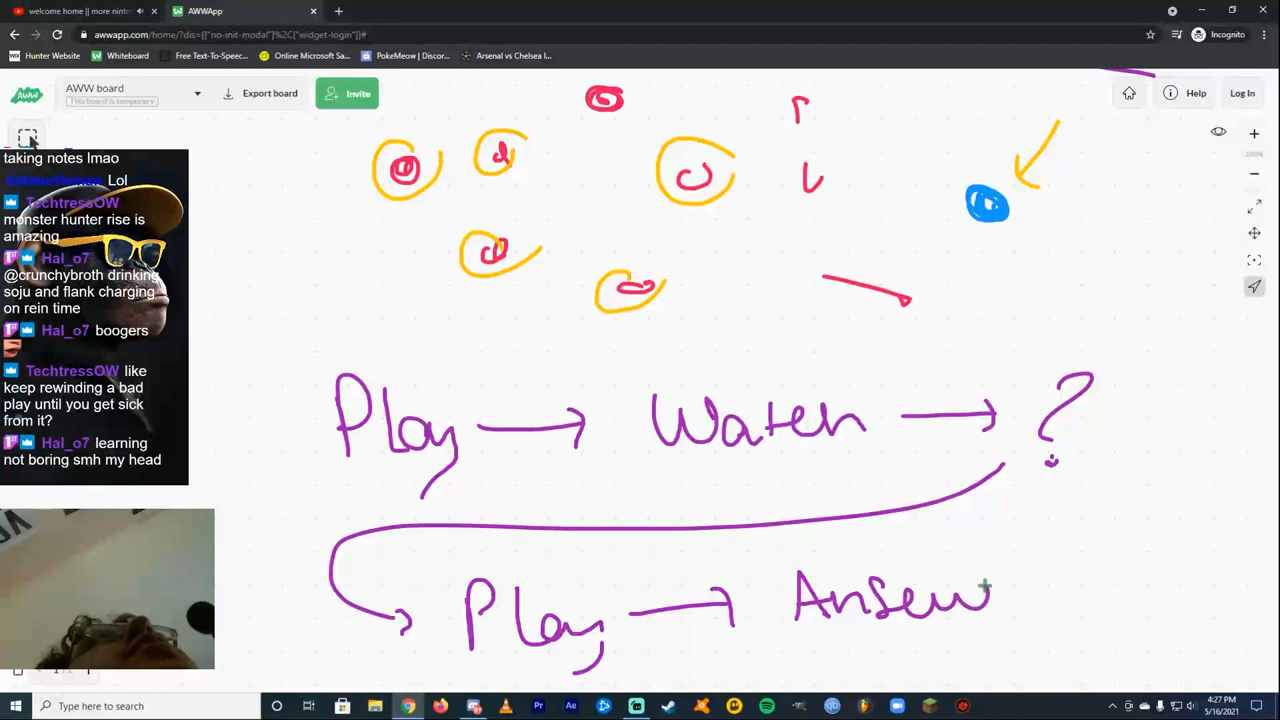 welcome home || more ninten
AWWApp
awwapp.com/home/?dis={["no-init-modal"}%2C["widget-login"]]#
Incognito
Hunter Website
Whiteboard
Free Text-To-Speec...
Online Microsoft Sa...
PokeMeow | Discor...
Arsenal vs Chelsea I...
AWW
AWW board
This board is temporary
Export board
Invite
Help
Log In
100%
taking notes lmao
Lol
TechtressOW
monster hunter rise is
amazing
Hal_o7
@crunchybroth drinking
soju and flank charging
on rein time
Hal_o7 boogers
TechtressOW like
keep rewinding a bad
play until you get sick
from it?
Hal_o7 learning
not boring smh my head
Play → Watch → ?
Play → Ansew
Type here to search
4:27 PM
5/16/2021